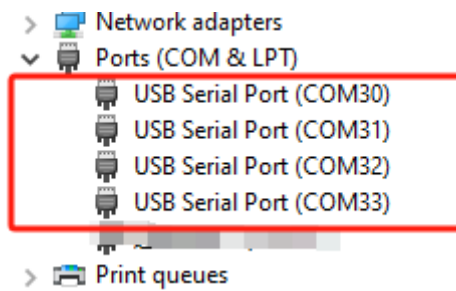 Network adapters
Ports (COM & LPT)
USB Serial Port (COM30)
USB Serial Port (COM31)
USB Serial Port (COM32)
USB Serial Port (COM33)
Print queues